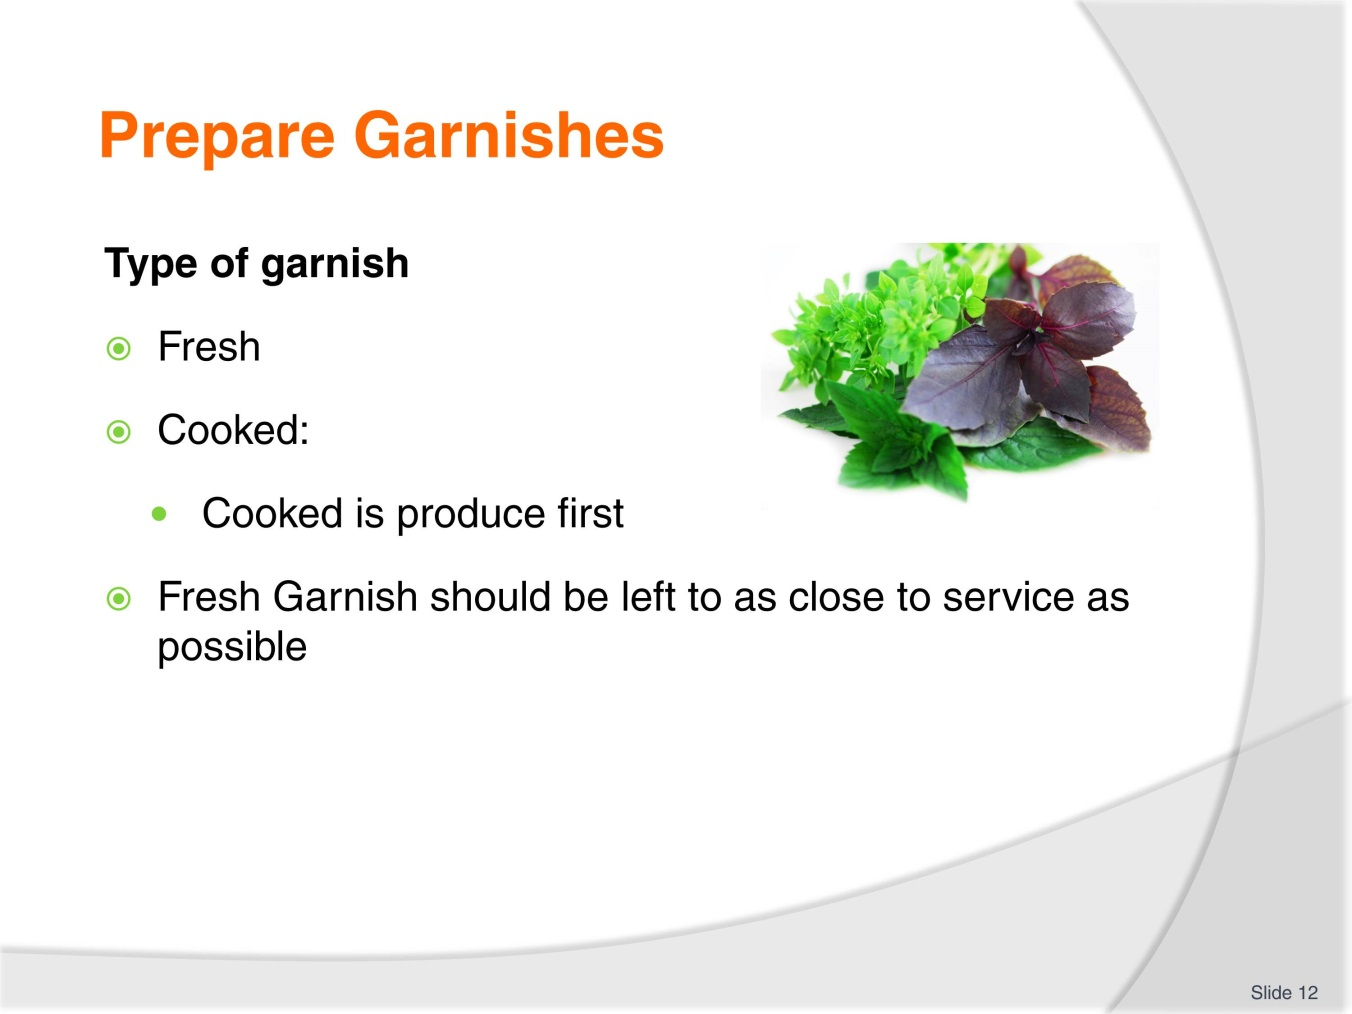 Prepare Garnishes
Type of garnish
Fresh
Cooked:
Cooked is produce first
Fresh Garnish should be left to as close to service as
possible
Slide 12